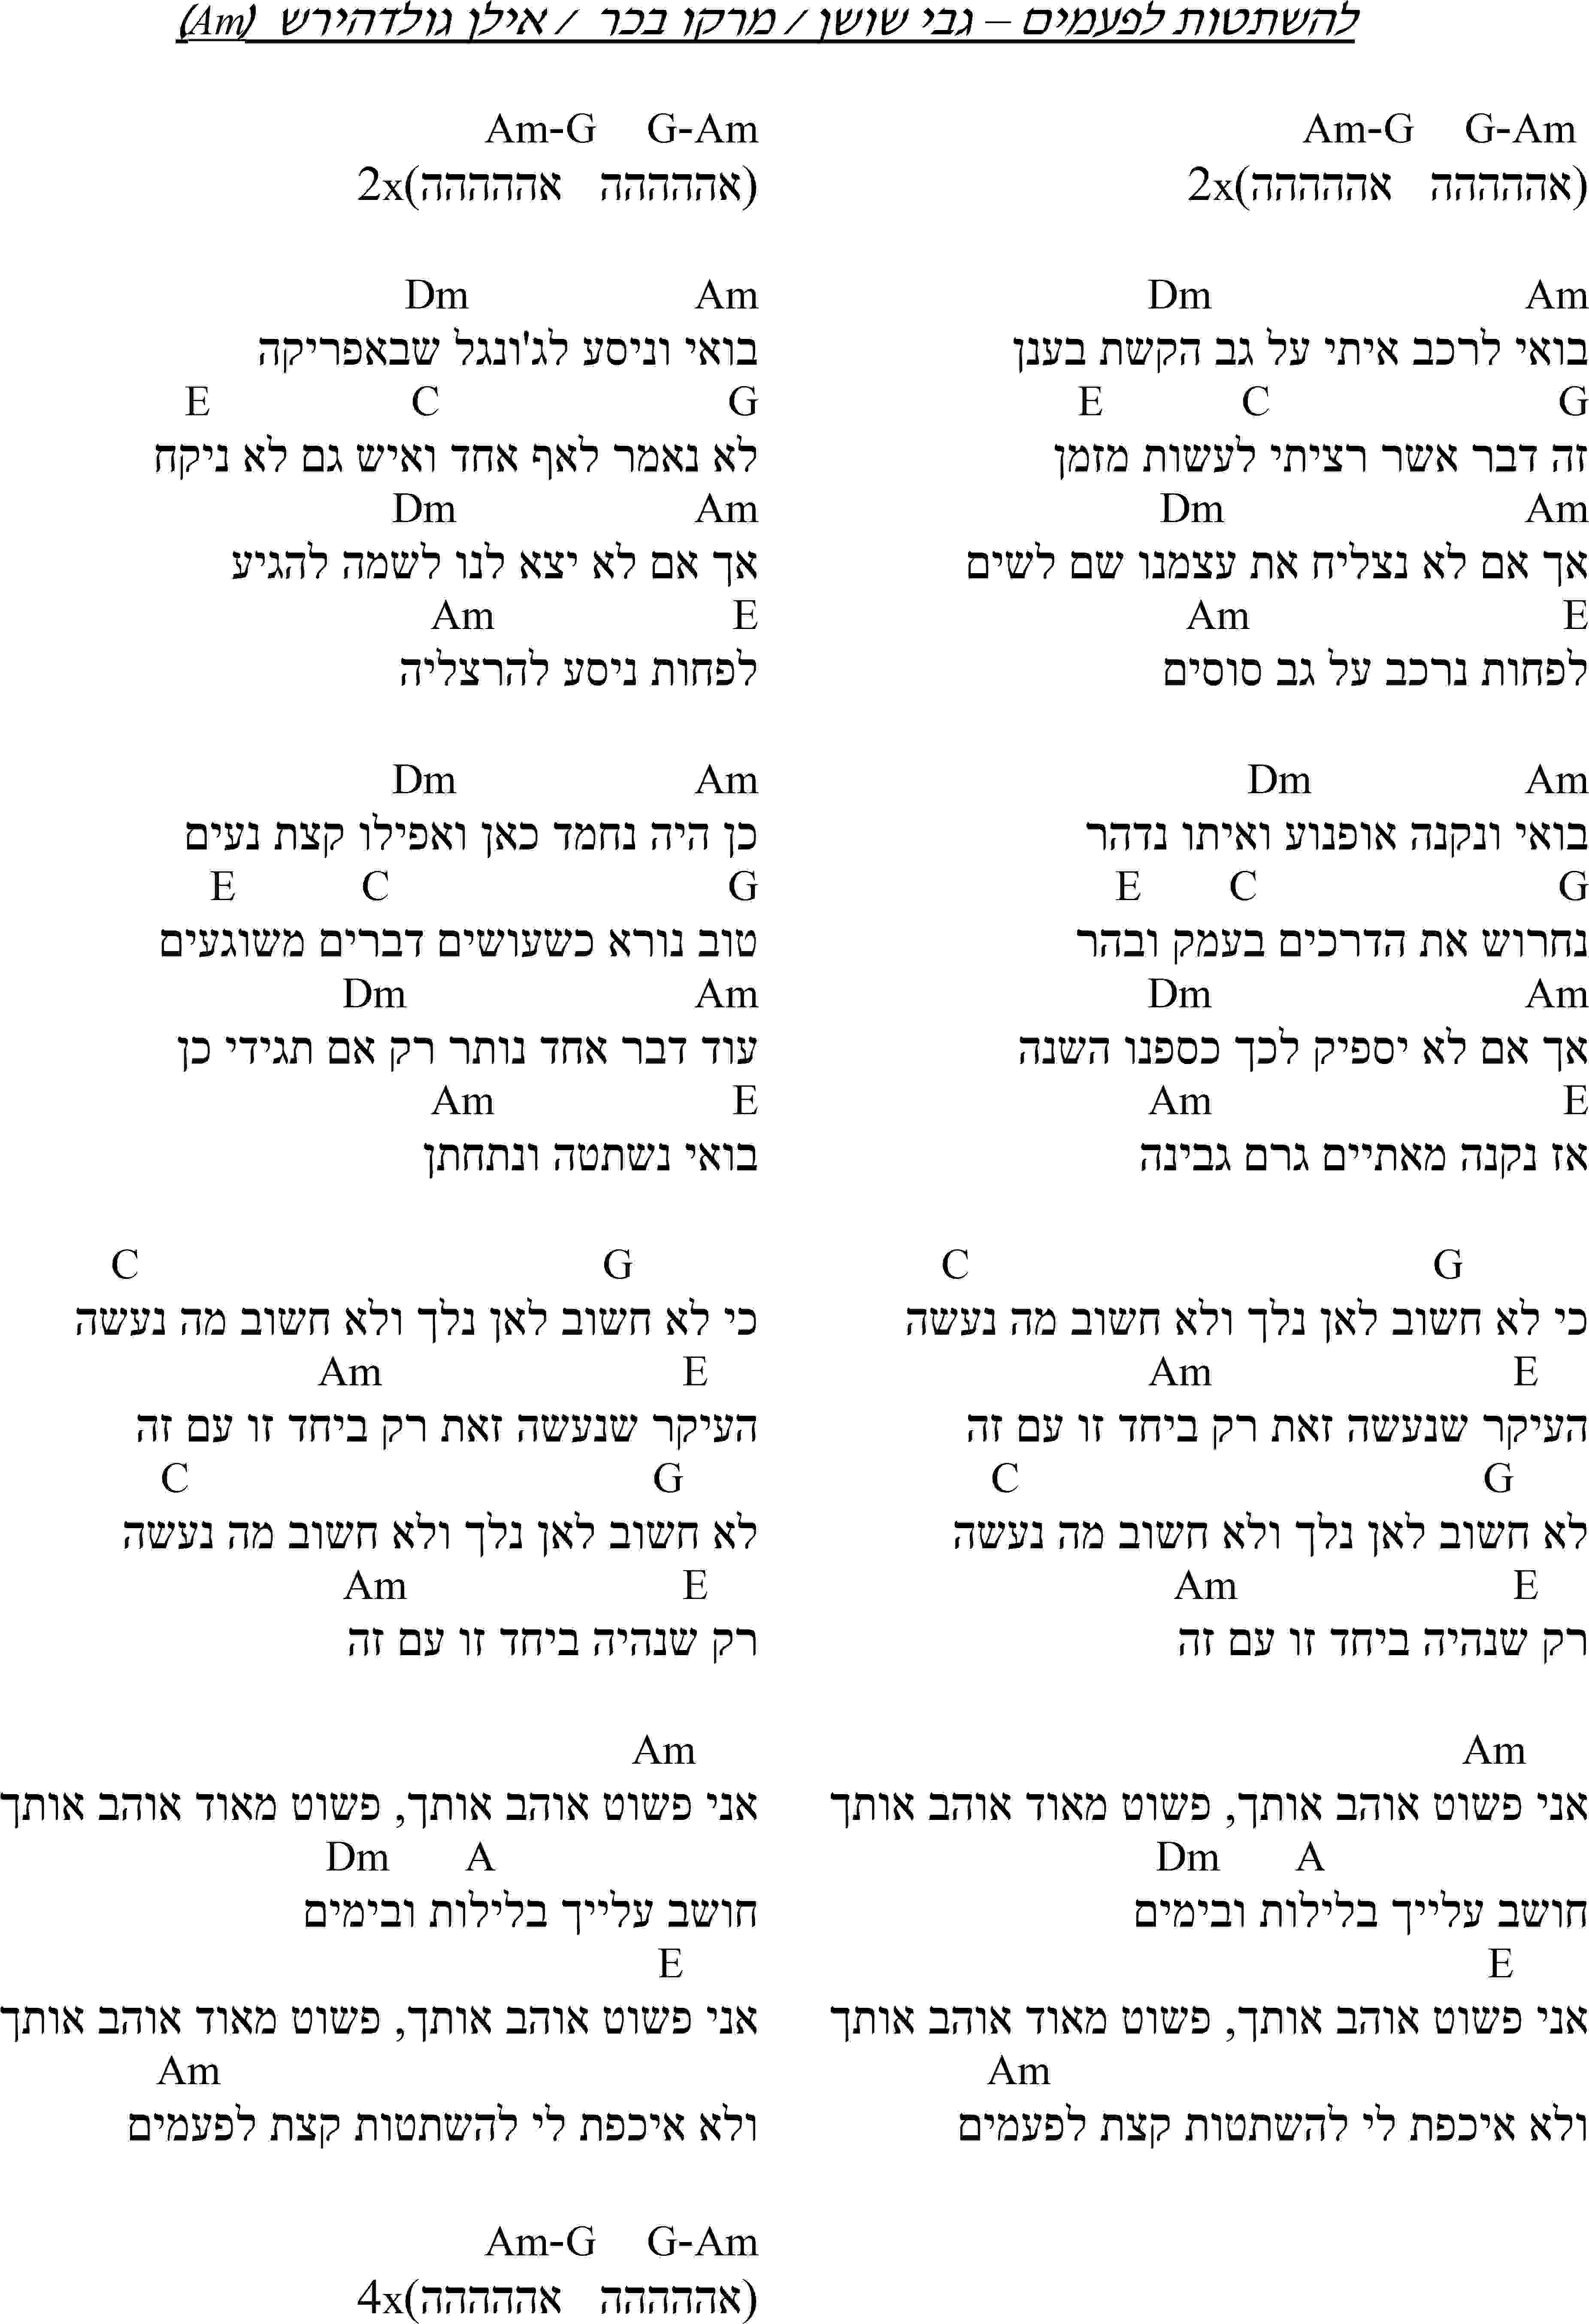 להשתטות לפעמים – גבי שושן / מרקו בכר / אילן גולדהירש (Am)
Am-G G-Am
(אההההה אההההה)2x
Dm Am
בואי לרכב איתי על גב הקשת בענן
E C G
זה דבר אשר רציתי לעשות מזמן
Dm Am
אך אם לא נצליח את עצמנו שם לשים
Am E
לפחות נרכב על גב סוסים
Dm Am
בואי ונקנה אופנוע ואיתו נדהר
E C G
נחרוש את הדרכים בעמק ובהר
Dm Am
אך אם לא יספיק לכך כספנו השנה
Am E
אז נקנה מאתיים גרם גבינה
C G
כי לא חשוב לאן נלך ולא חשוב מה נעשה
Am E
העיקר שנעשה זאת רק ביחד זו עם זה
C G
לא חשוב לאן נלך ולא חשוב מה נעשה
Am E
רק שנהיה ביחד זו עם זה
Am
אני פשוט אוהב אותך, פשוט מאוד אוהב אותך
Dm A
חושב עלייך בלילות ובימים
E
אני פשוט אוהב אותך, פשוט מאוד אוהב אותך
Am
ולא איכפת לי להשתטות קצת לפעמים
Am-G G-Am
(אההההה אההההה)2x
Dm Am
בואי וניסע לג'ונגל שבאפריקה
E C G
לא נאמר לאף אחד ואיש גם לא ניקח
Dm Am
אך אם לא יצא לנו לשמה להגיע
Am E
לפחות ניסע להרצליה
Dm Am
כן היה נחמד כאן ואפילו קצת נעים
E C G
טוב נורא כשעושים דברים משוגעים
Dm Am
עוד דבר אחד נותר רק אם תגידי כן
Am E
בואי נשתטה ונתחתן
C G
כי לא חשוב לאן נלך ולא חשוב מה נעשה
Am E
העיקר שנעשה זאת רק ביחד זו עם זה
C G
לא חשוב לאן נלך ולא חשוב מה נעשה
Am E
רק שנהיה ביחד זו עם זה
Am
אני פשוט אוהב אותך, פשוט מאוד אוהב אותך
Dm A
חושב עלייך בלילות ובימים
E
אני פשוט אוהב אותך, פשוט מאוד אוהב אותך
Am
ולא איכפת לי להשתטות קצת לפעמים
Am-G G-Am
(אההההה אההההה)4x